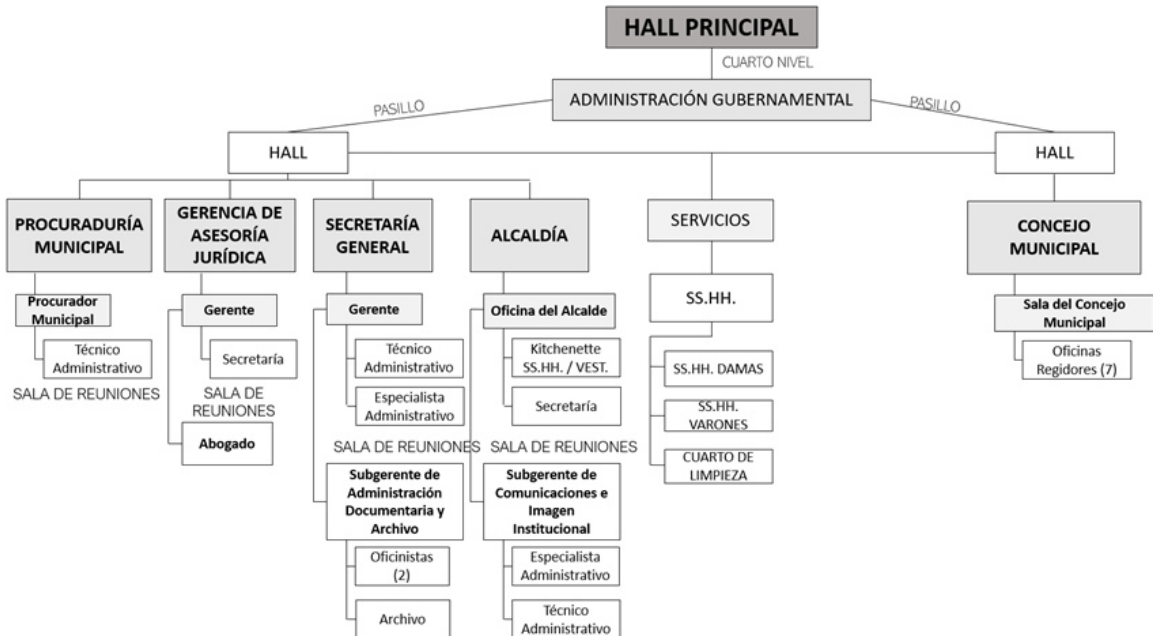 HALL PRINCIPAL
CUARTO NIVEL
ADMINISTRACIÓN GUBERNAMENTAL
PASILLO
PASILLO
HALL
HALL
PROCURADURÍA
MUNICIPAL
Procurador
Municipal
Técnico
Administrativo
SALA DE REUNIONES
GERENCIA DE
ASESORÍA
JURÍDICA
Gerente
Secretaría
SALA DE
REUNIONES
Abogado
SECRETARÍA
GENERAL
Gerente
Técnico
Administrativo
Especialista
Administrativo
SALA DE REUNIONES
Subgerente de
Administración
Documentaria y
Archivo
Oficinistas
(2)
Archivo
ALCALDÍA
Oficina del Alcalde
Kitchenette
SS.HH. / VEST.
Secretaría
SALA DE REUNIONES
Subgerente de
Comunicaciones e
Imagen
Institucional
Especialista
Administrativo
Técnico
Administrativo
SERVICIOS
SS.HH.
SS.HH. DAMAS
SS.HH.
VARONES
CUARTO DE
LIMPIEZA
CONCEJO
MUNICIPAL
Sala del Concejo
Municipal
Oficinas
Regidores (7)